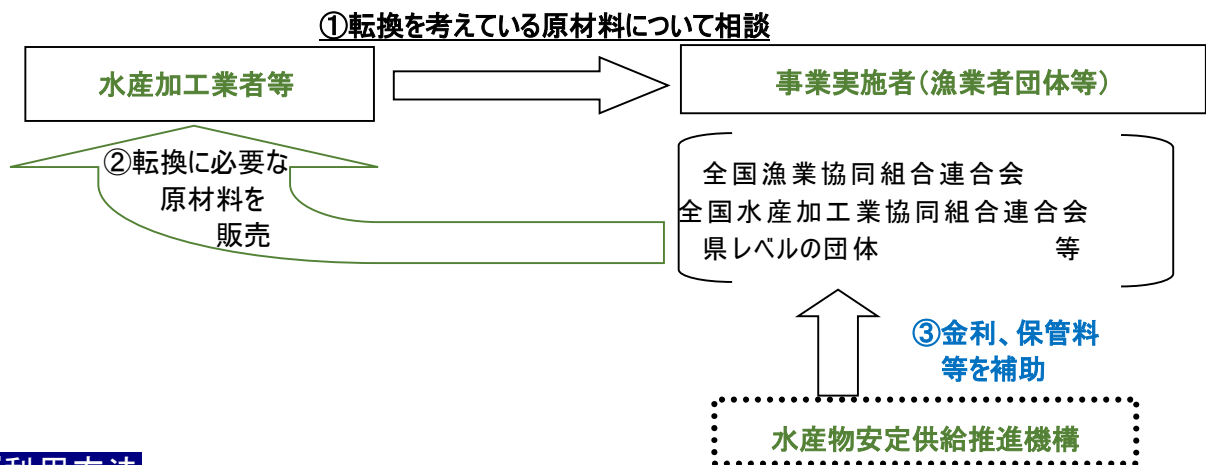 ①転換を考えている原材料について相談
水産加工業者等
事業実施者（漁業者団体等）
②転換に必要な
原材料を
販売
全国漁業協同組合連合会
全国水産加工業協同組合連合会
県レベルの団体　等
③金利、保管料
等を補助
水産物安定供給推進機構
利用方法